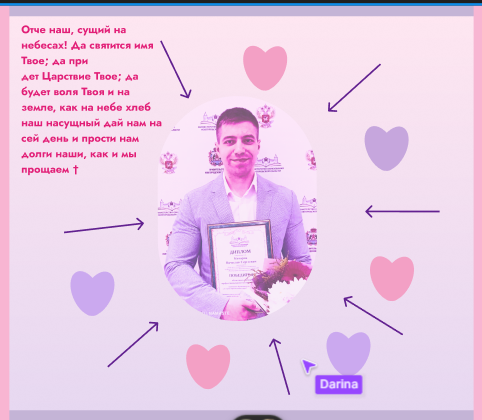 Отче наш, сущий на
небесах! Да святится имя
Твое; да при
дет Царствие Твое; да
будет воля Твоя и на
земле, как на небе хлеб
наш насущный дай нам на
сей день и прости нам
долги наши, как и мы
прощаем †
ДИПЛОМ
Darina